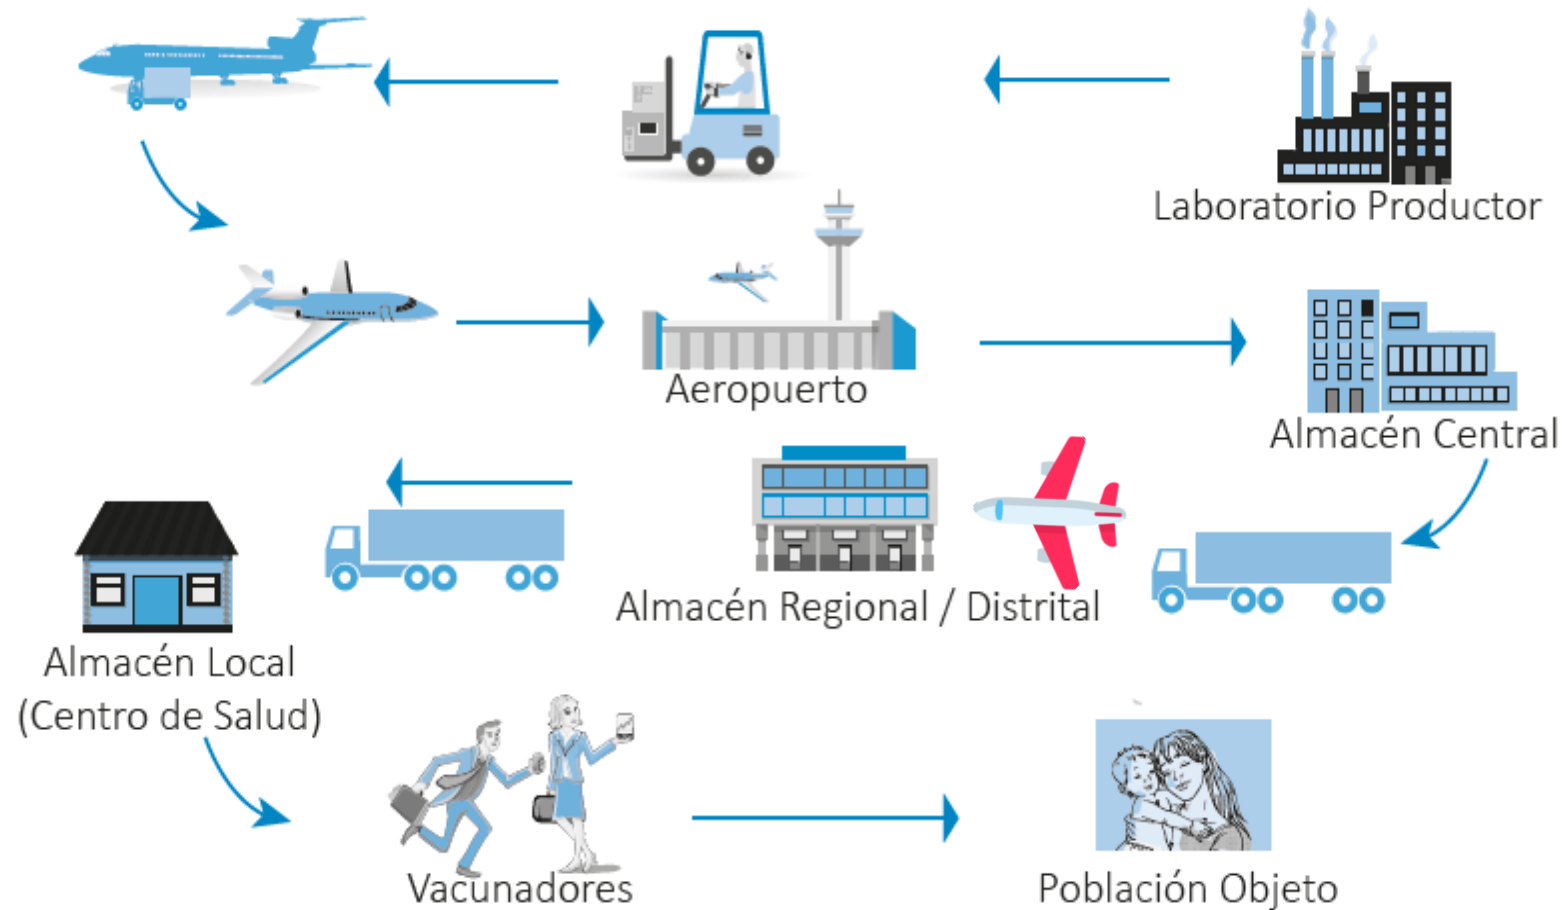 Laboratorio Productor
Aeropuerto
Almacén Central
Almacén Regional / Distrital
Almacén Local
(Centro de Salud)
Vacunadores
Población Objeto